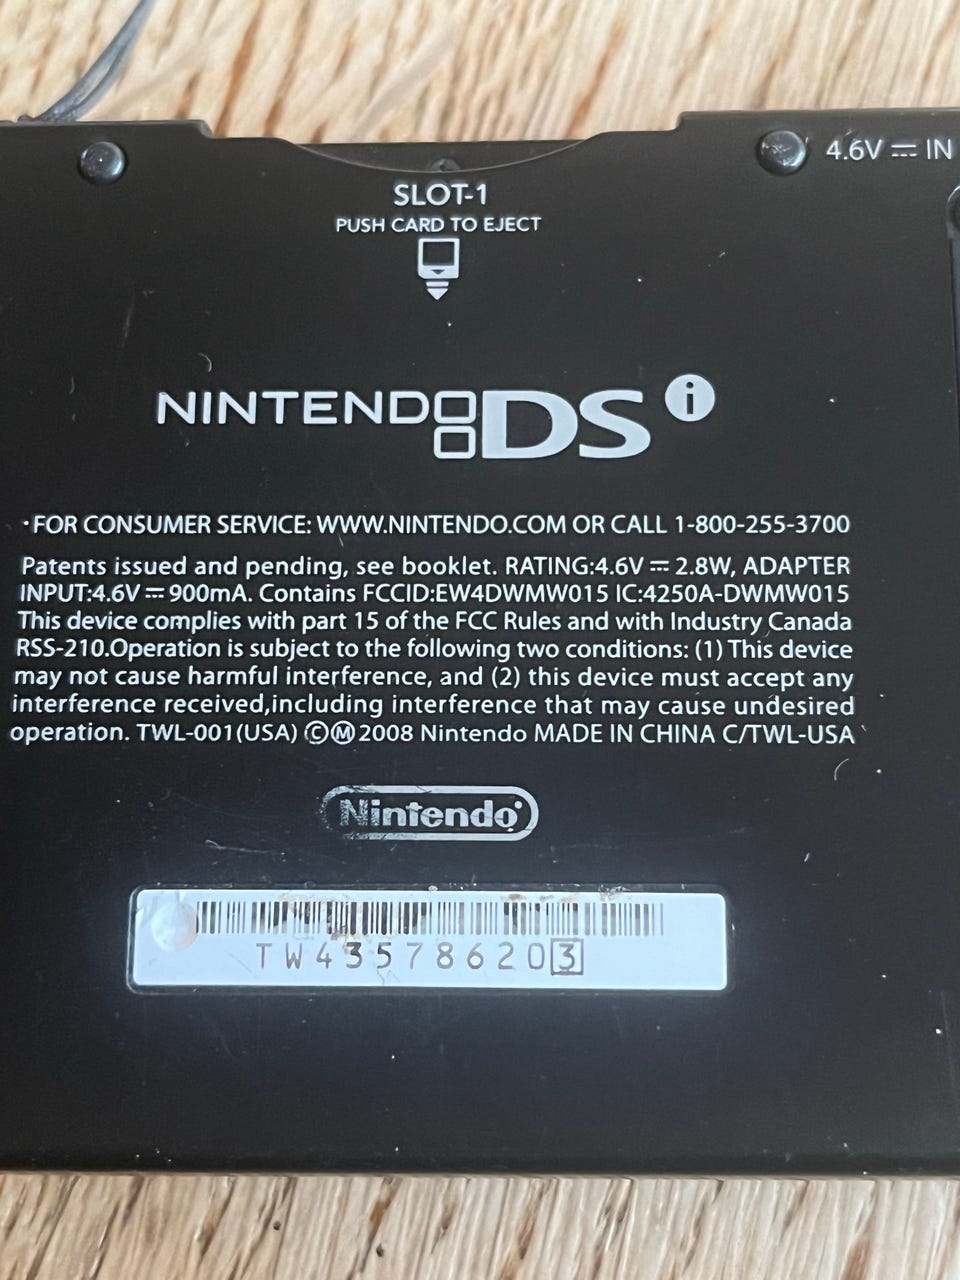 4.6V ⎓ IN
SLOT-1
PUSH CARD TO EJECT
NINTENDO DS i
·FOR CONSUMER SERVICE: WWW.NINTENDO.COM OR CALL 1-800-255-3700
Patents issued and pending, see booklet. RATING:4.6V ⎓ 2.8W, ADAPTER
INPUT:4.6V ⎓ 900mA. Contains FCCID:EW4DWMW015 IC:4250A-DWMW015
This device complies with part 15 of the FCC Rules and with Industry Canada
RSS-210.Operation is subject to the following two conditions: (1) This device
may not cause harmful interference, and (2) this device must accept any
interference received,including interference that may cause undesired
operation. TWL-001(USA) ©Ⓜ2008 Nintendo MADE IN CHINA C/TWL-USA
Nintendo
TW435786203